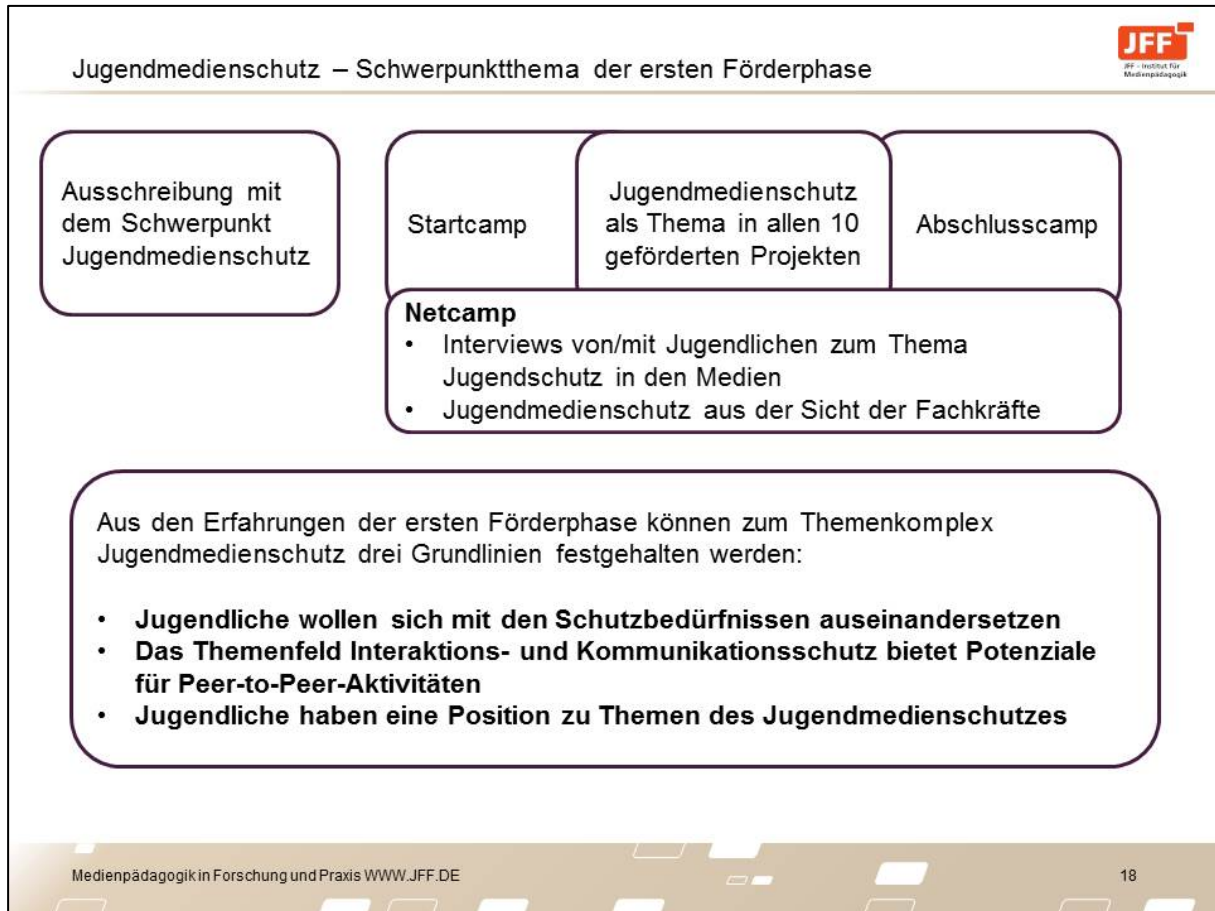 Jugendmedienschutz – Schwerpunktthema der ersten Förderphase
JFF
JFF – Institut für
Medienpädagogik
Ausschreibung mit
dem Schwerpunkt
Jugendmedienschutz
Startcamp
Jugendmedienschutz
als Thema in allen 10
geförderten Projekten
Abschlusscamp
Netcamp
• Interviews von/mit Jugendlichen zum Thema
Jugendschutz in den Medien
• Jugendmedienschutz aus der Sicht der Fachkräfte
Aus den Erfahrungen der ersten Förderphase können zum Themenkomplex
Jugendmedienschutz drei Grundlinien festgehalten werden:
• Jugendliche wollen sich mit den Schutzbedürfnissen auseinandersetzen
• Das Themenfeld Interaktions- und Kommunikationsschutz bietet Potenziale
für Peer-to-Peer-Aktivitäten
• Jugendliche haben eine Position zu Themen des Jugendmedienschutzes
Medienpädagogik in Forschung und Praxis WWW.JFF.DE
18